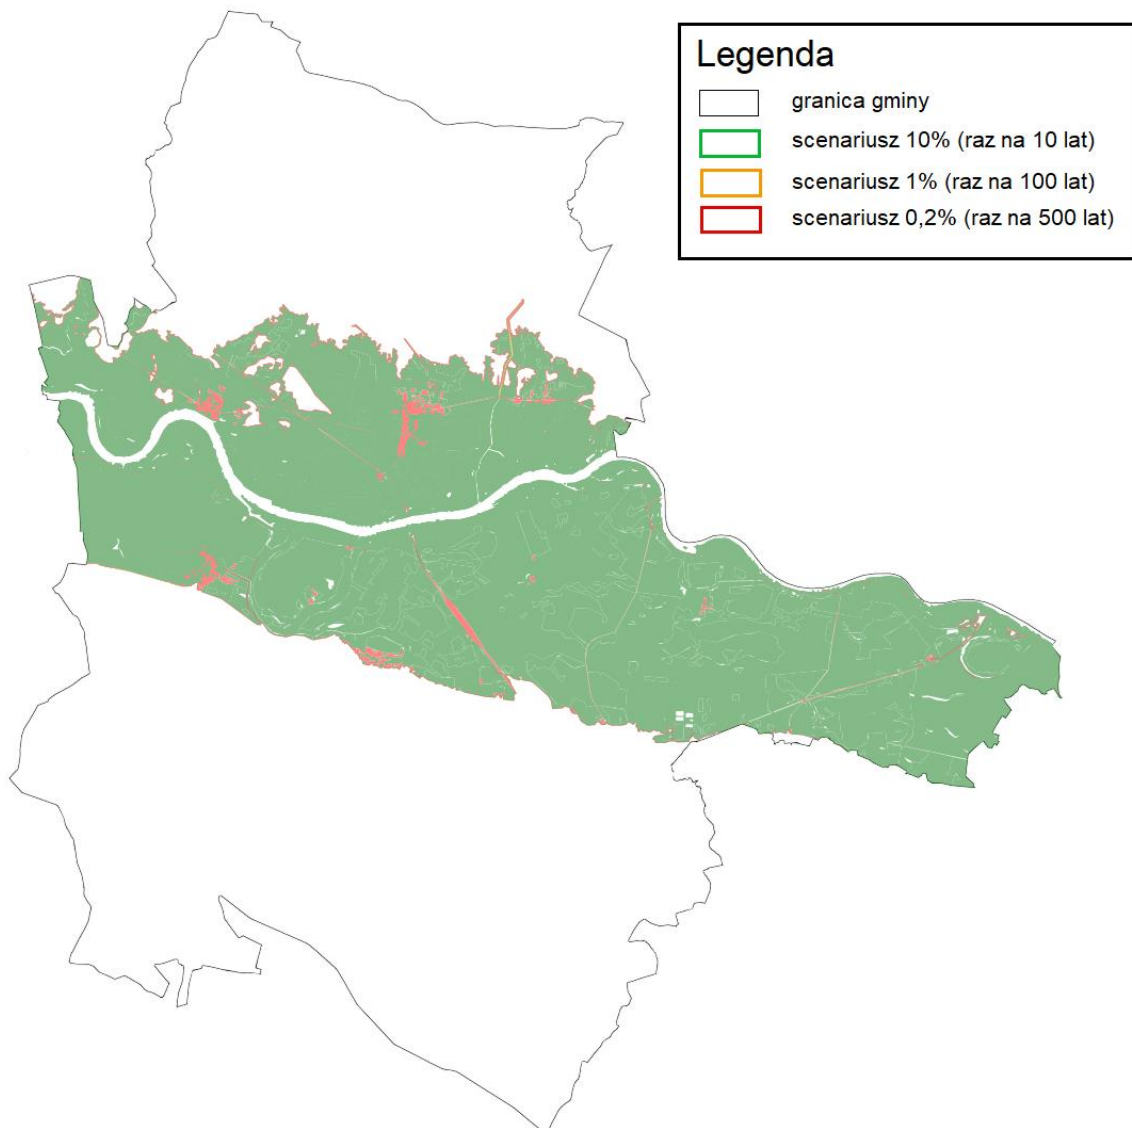 Legenda
granica gminy
scenariusz 10% (raz na 10 lat)
scenariusz 1% (raz na 100 lat)
scenariusz 0,2% (raz na 500 lat)